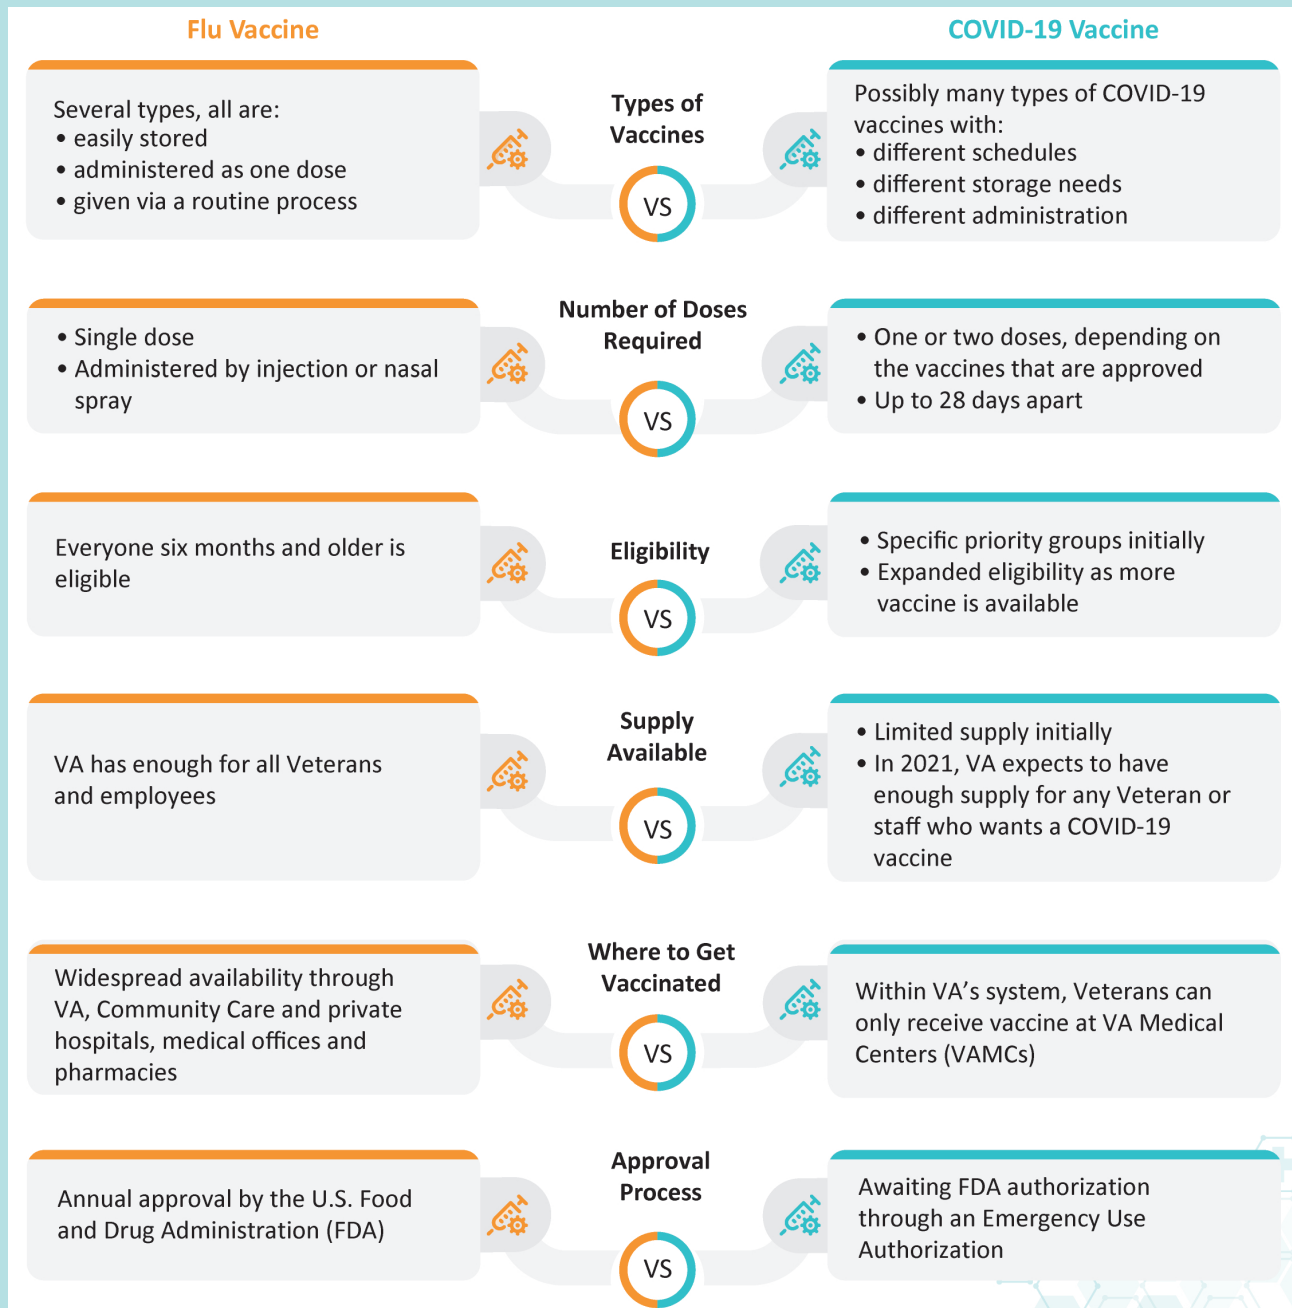 Flu Vaccine
COVID-19 Vaccine
Several types, all are:
• easily stored
• administered as one dose
• given via a routine process
Types of
Vaccines
VS
Possibly many types of COVID-19
vaccines with:
• different schedules
• different storage needs
• different administration
• Single dose
• Administered by injection or nasal
spray
Number of Doses
Required
VS
• One or two doses, depending on
the vaccines that are approved
• Up to 28 days apart
Everyone six months and older is
eligible
Eligibility
VS
• Specific priority groups initially
• Expanded eligibility as more
vaccine is available
VA has enough for all Veterans
and employees
Supply
Available
VS
• Limited supply initially
• In 2021, VA expects to have
enough supply for any Veteran or
staff who wants a COVID-19
vaccine
Widespread availability through
VA, Community Care and private
hospitals, medical offices and
pharmacies
Where to Get
Vaccinated
VS
Within VA’s system, Veterans can
only receive vaccine at VA Medical
Centers (VAMCs)
Annual approval by the U.S. Food
and Drug Administration (FDA)
Approval
Process
VS
Awaiting FDA authorization
through an Emergency Use
Authorization